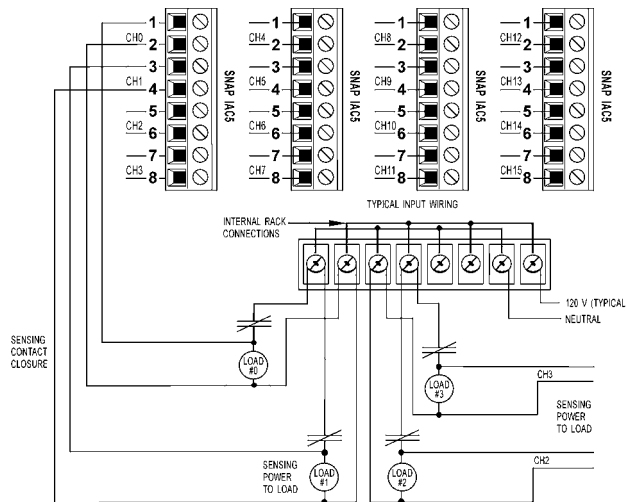 1
CH0
2
3
CH1
4
5
CH2
6
7
CH3
8
SNAP IAC5
1
CH4
2
3
CH5
4
5
CH6
6
7
CH7
8
SNAP IAC5
1
CH8
2
3
CH9
4
5
CH10
6
7
CH11
8
SNAP IAC5
1
CH12
2
3
CH13
4
5
CH14
6
7
CH15
8
SNAP IAC5
TYPICAL INPUT WIRING
INTERNAL RACK
CONNECTIONS
120 V (TYPICAL
NEUTRAL
SENSING
CONTACT
CLOSURE
LOAD
#0
LOAD
#3
CH3
SENSING
POWER
TO LOAD
SENSING
POWER
TO LOAD
LOAD
#1
LOAD
#2
CH2